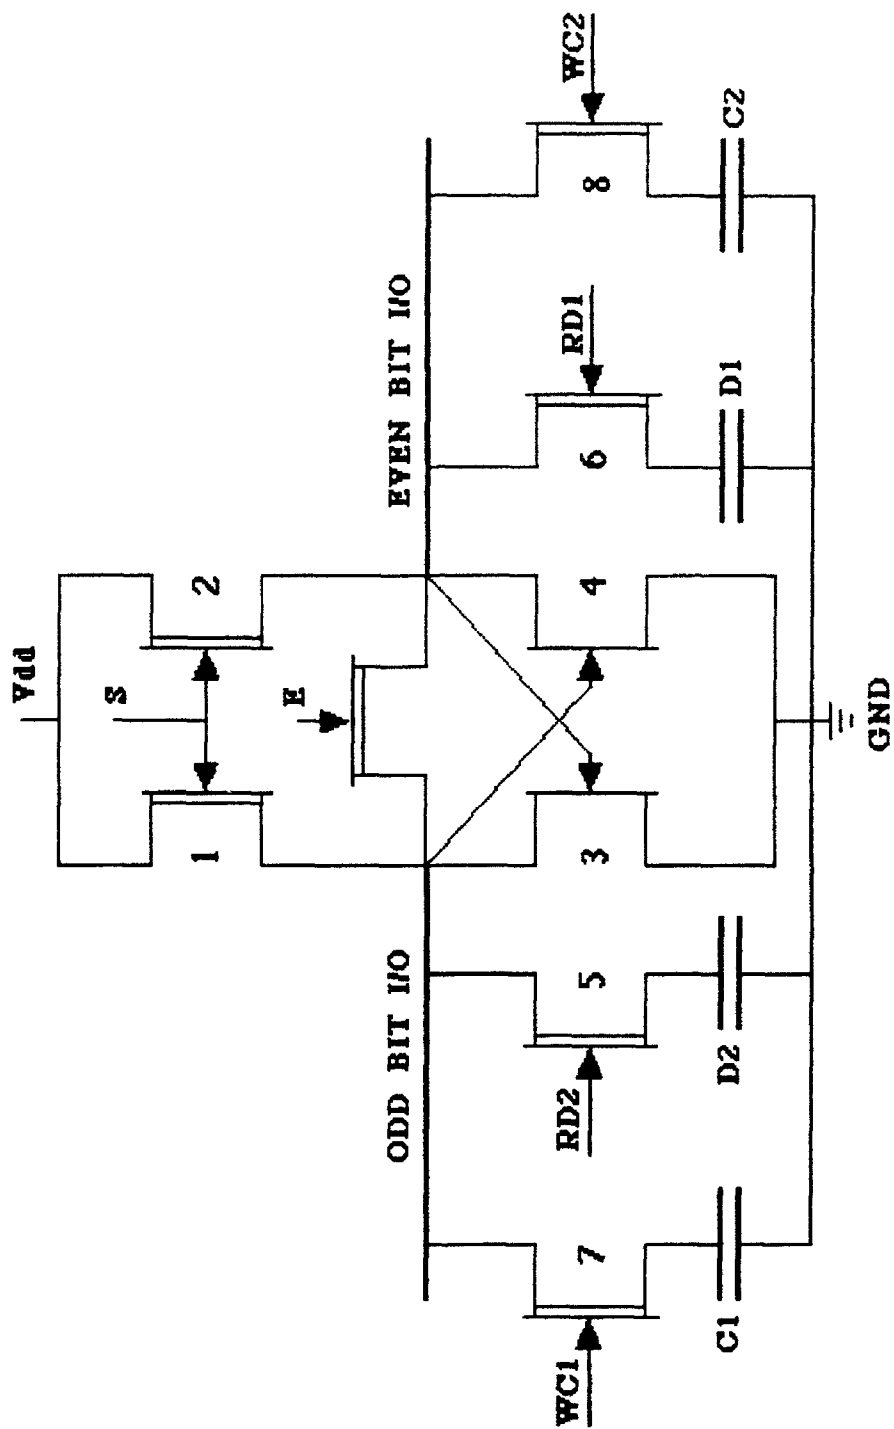 Vdd
S
1
2
E
ODD BIT I/O
EVEN BIT I/O
WC1
RD2
RD1
WC2
7
5
3
4
6
8
C1
D2
D1
C2
GND